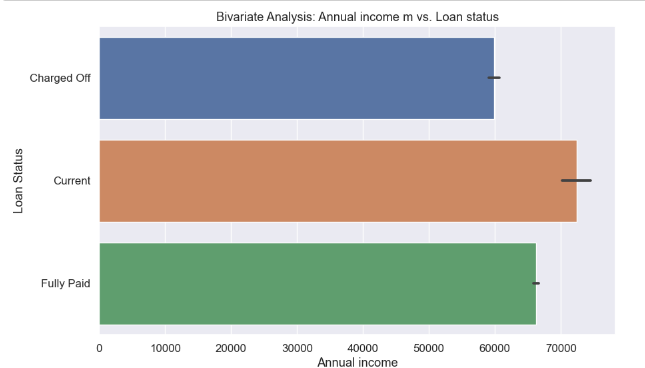 Bivariate Analysis: Annual income m vs. Loan status
Charged Off
Current
Fully Paid
Loan Status
0 10000 20000 30000 40000 50000 60000 70000
Annual income